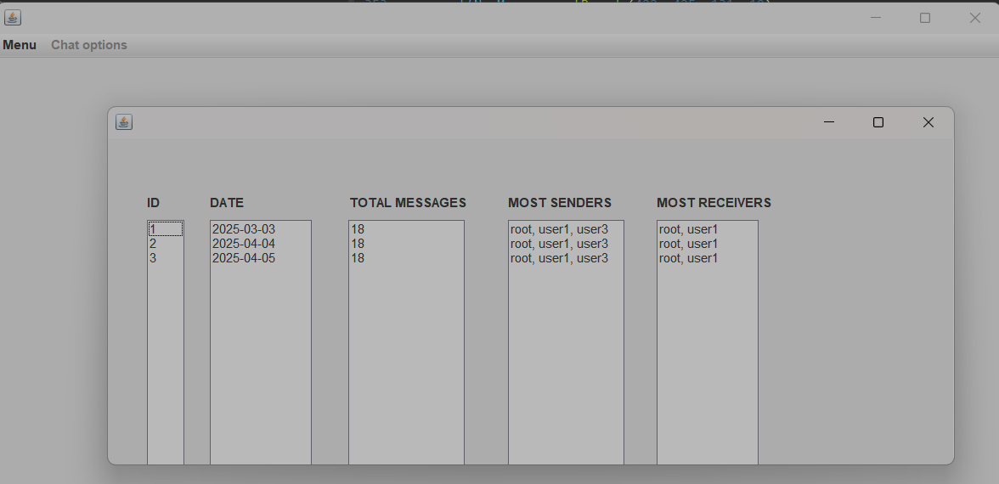 Menu Chat options
ID DATE TOTAL MESSAGES MOST SENDERS MOST RECEIVERS
1 2025-03-03 18 root, user1, user3 root, user1
2 2025-04-04 18 root, user1, user3 root, user1
3 2025-04-05 18 root, user1, user3 root, user1